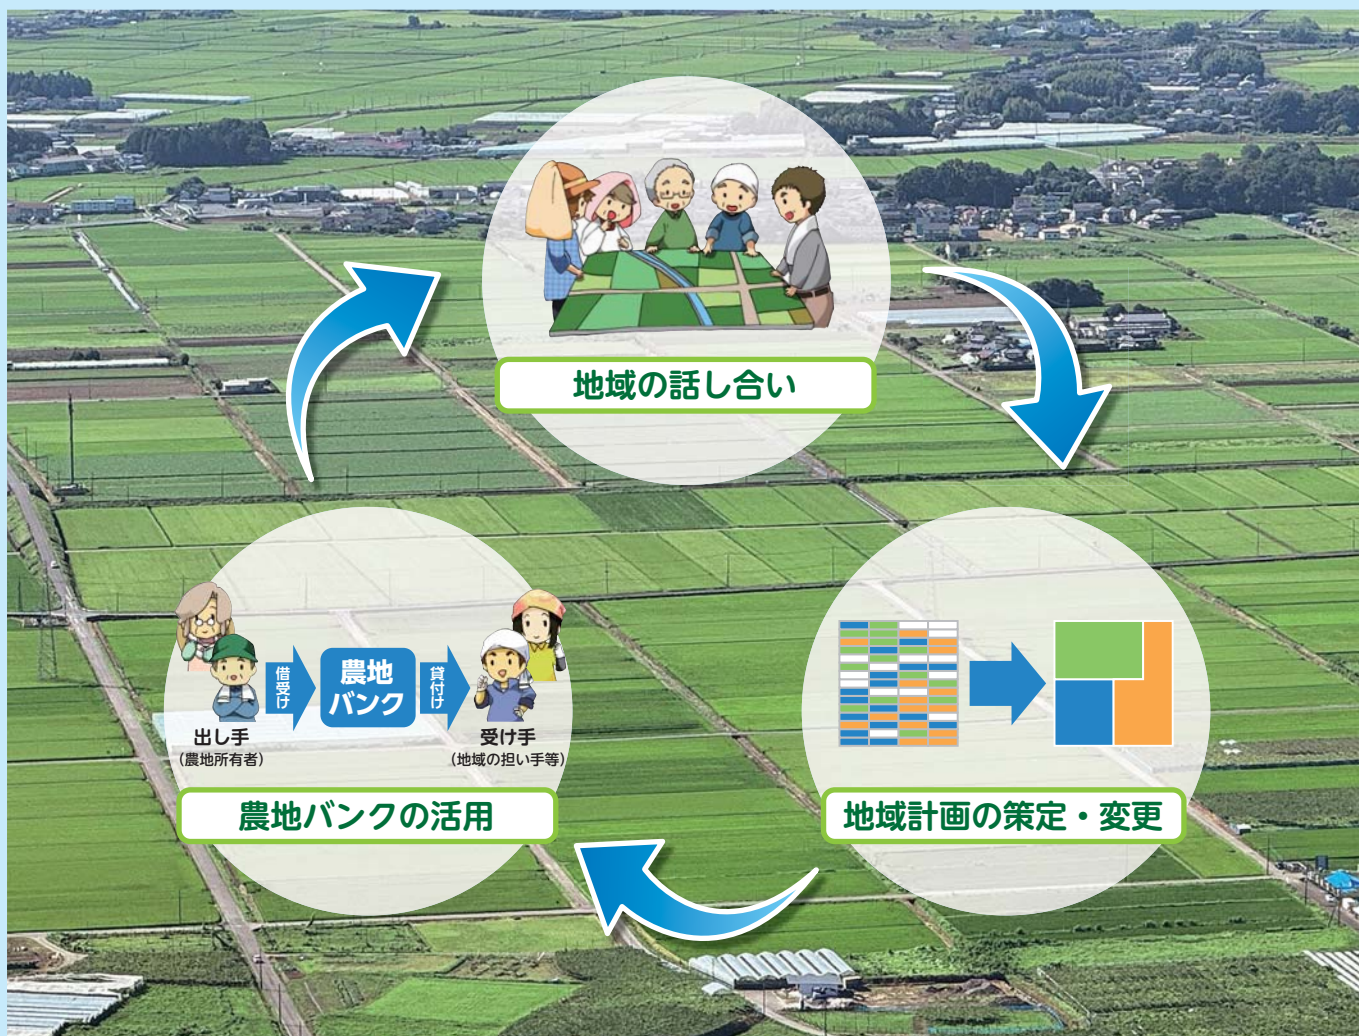 地域の話し合い
借受け
農地
バンク
貸付け
出し手
(農地所有者)
受け手
(地域の担い手等)
農地バンクの活用
地域計画の策定・変更